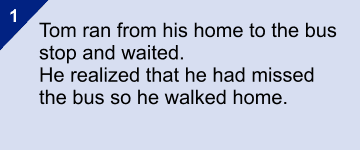 1
Tom ran from his home to the bus
stop and waited.
He realized that he had missed
the bus so he walked home.